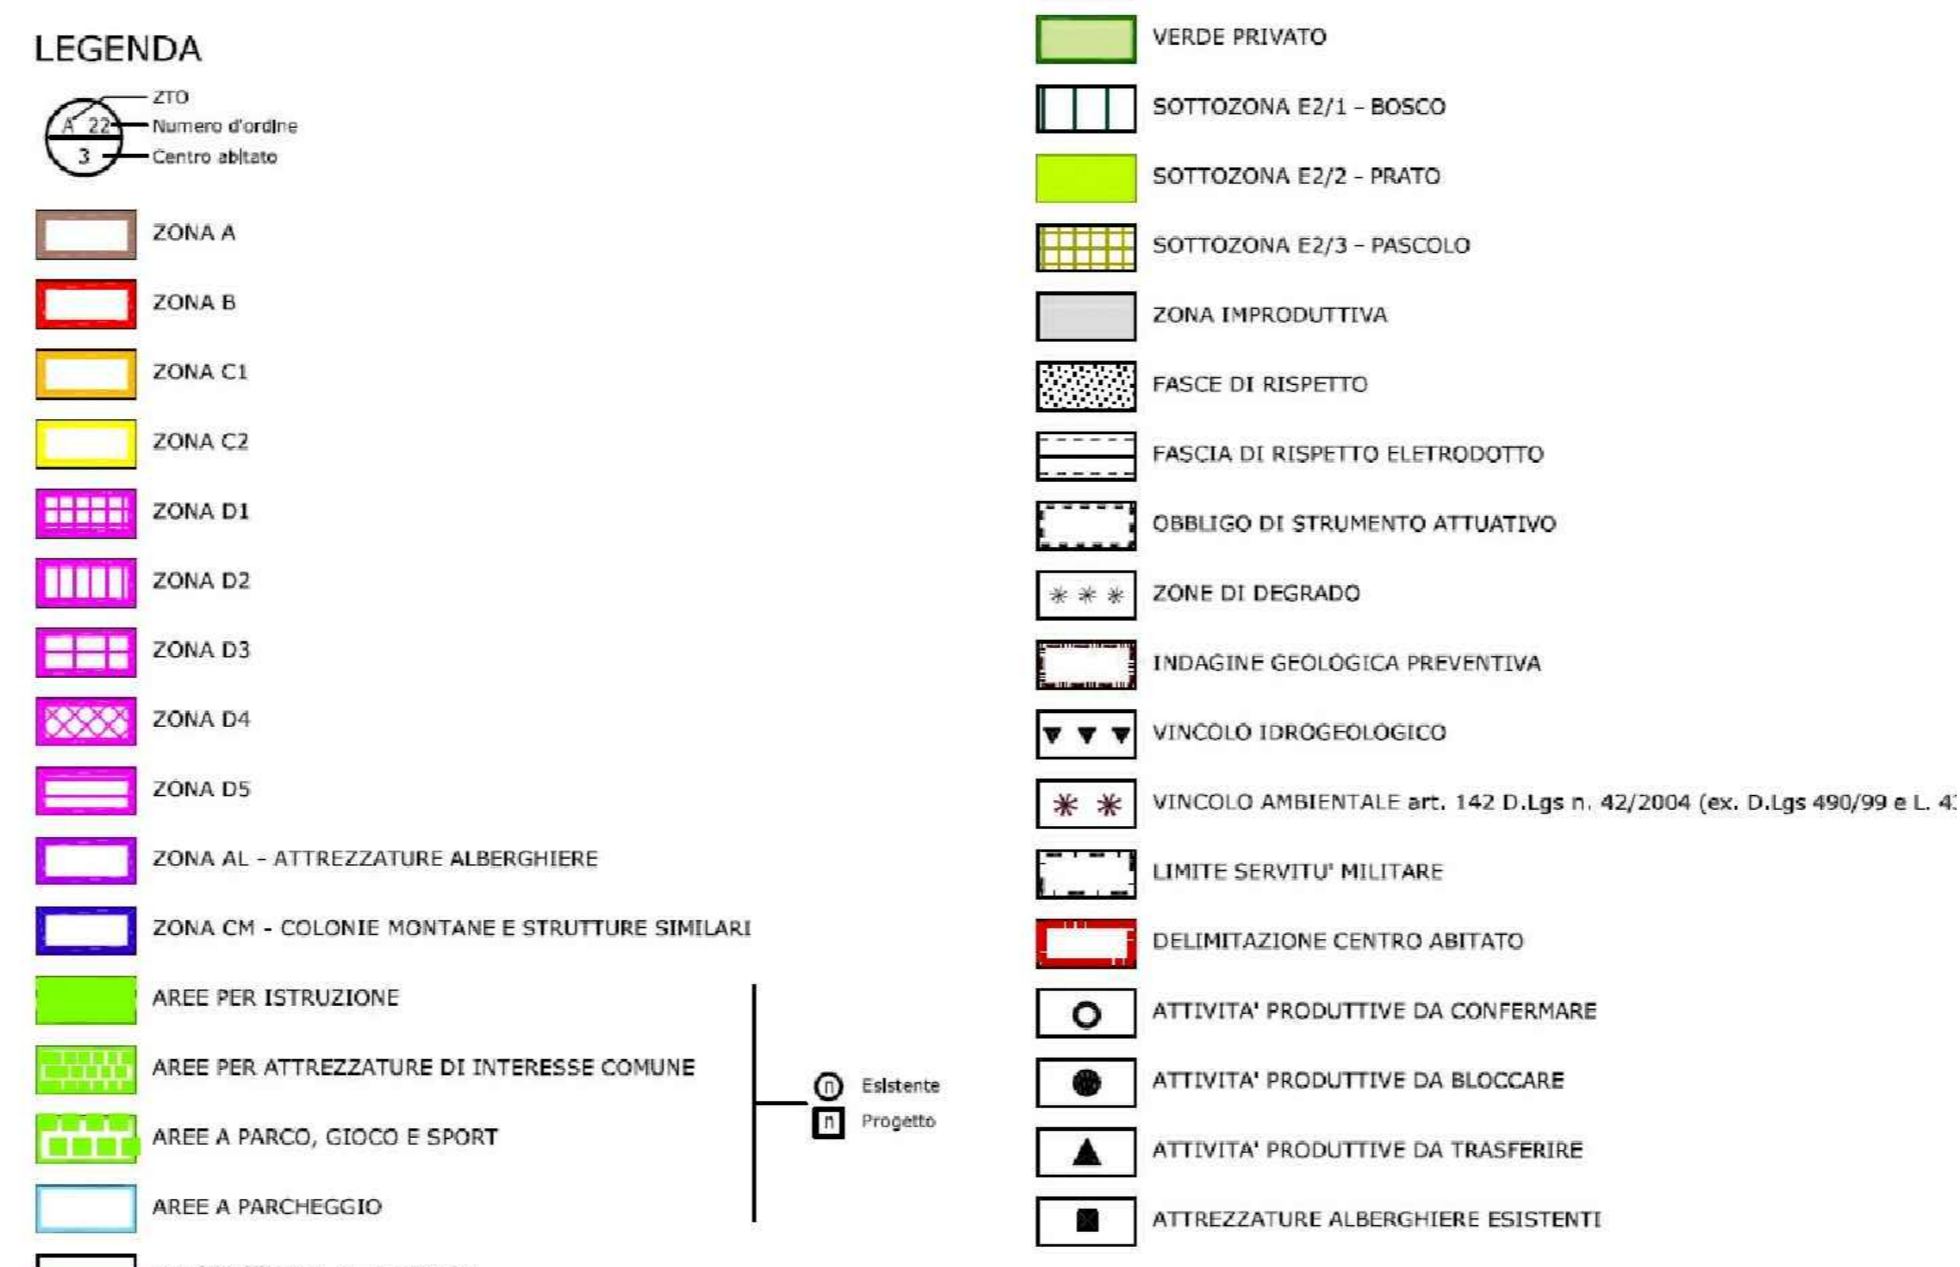 LEGENDA
ZTO
A 22
Numero d'ordine
3
Centro abitato
ZONA A
ZONA B
ZONA C1
ZONA C2
ZONA D1
ZONA D2
ZONA D3
ZONA D4
ZONA D5
ZONA AL - ATTREZZATURE ALBERGHIERE
ZONA CM - COLONIE MONTANE E STRUTTURE SIMILARI
AREE PER ISTRUZIONE
AREE PER ATTREZZATURE DI INTERESSE COMUNE
AREE A PARCO, GIOCO E SPORT
AREE A PARCHEGGIO
n Esistente
n Progetto
VERDE PRIVATO
SOTTOZONA E2/1 - BOSCO
SOTTOZONA E2/2 - PRATO
SOTTOZONA E2/3 - PASCOLO
ZONA IMPRODUTTIVA
FASCE DI RISPETTO
FASCIA DI RISPETTO ELETRODOTTO
OBBLIGO DI STRUMENTO ATTUATIVO
ZONE DI DEGRADO
INDAGINE GEOLOGICA PREVENTIVA
VINCOLO IDROGEOLOGICO
VINCOLO AMBIENTALE art. 142 D.Lgs n. 42/2004 (ex. D.Lgs 490/99 e L.
LIMITE SERVITU' MILITARE
DELIMITAZIONE CENTRO ABITATO
ATTIVITA' PRODUTTIVE DA CONFERMARE
ATTIVITA' PRODUTTIVE DA BLOCCARE
ATTIVITA' PRODUTTIVE DA TRASFERIRE
ATTREZZATURE ALBERGHIERE ESISTENTI